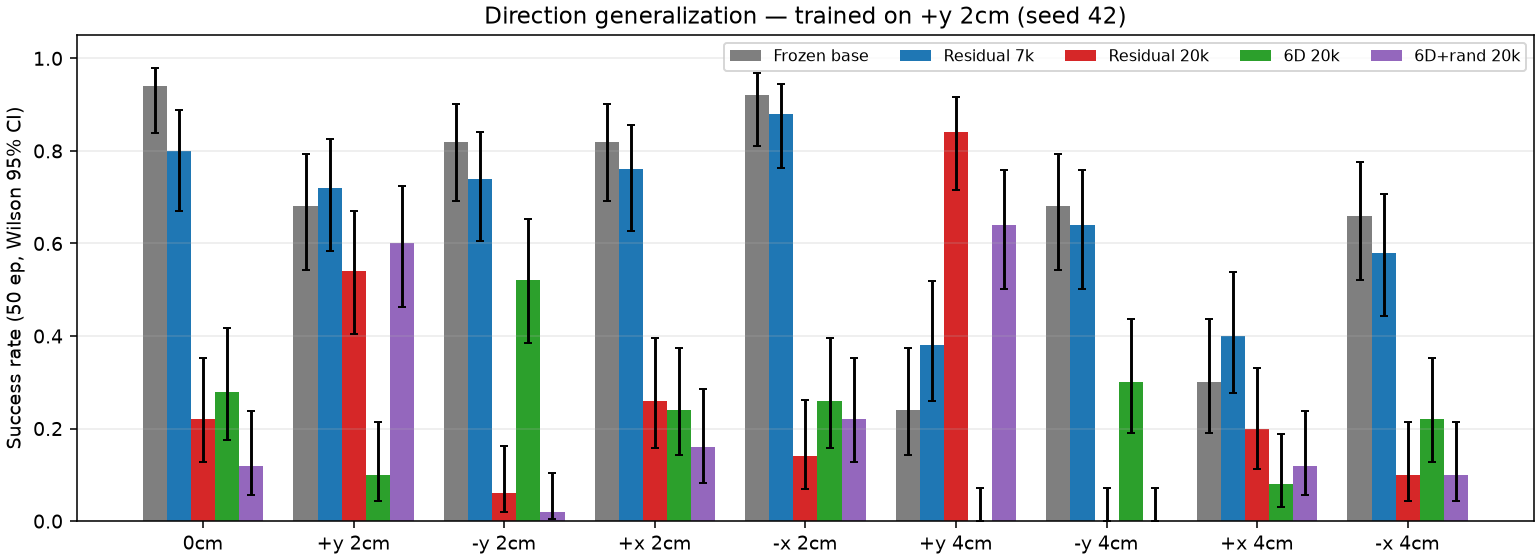 Direction generalization — trained on +y 2cm (seed 42)
Frozen base
Residual 7k
Residual 20k
6D 20k
6D+rand 20k
Success rate (50 ep, Wilson 95% CI)
1.0
0.8
0.6
0.4
0.2
0.0
0cm
+y 2cm
-y 2cm
+x 2cm
-x 2cm
+y 4cm
-y 4cm
+x 4cm
-x 4cm